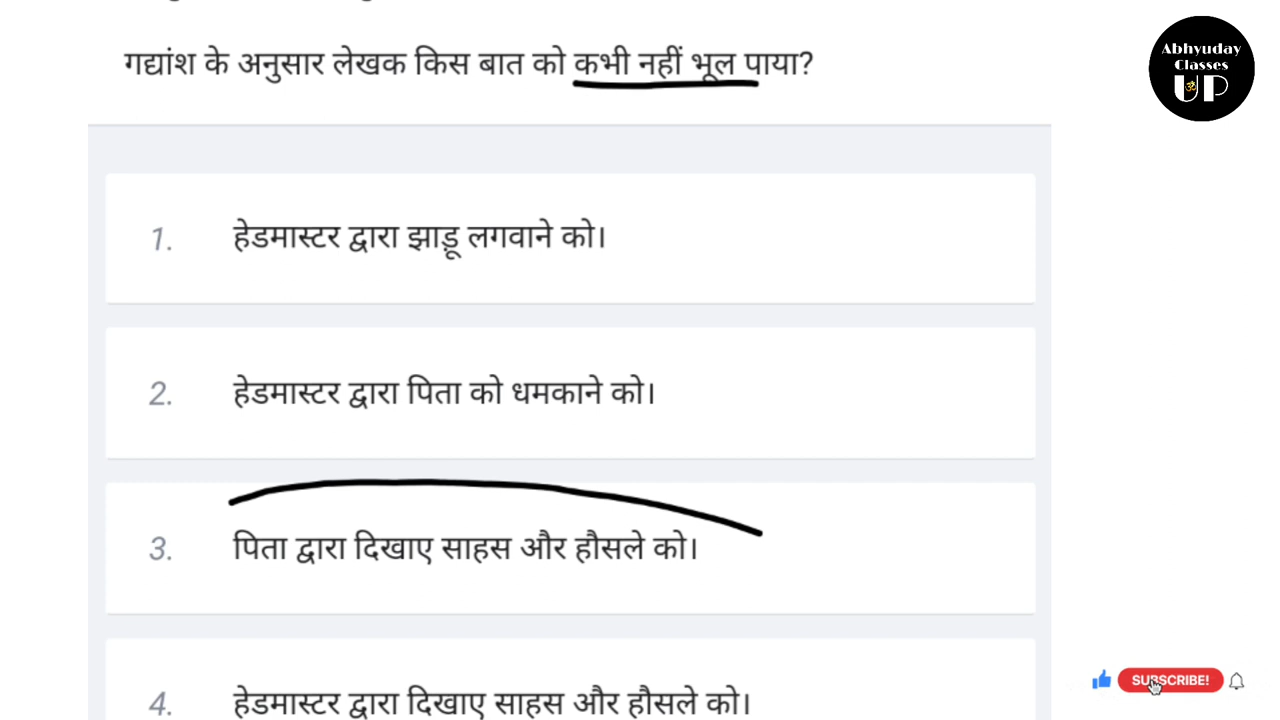 गद्यांश के अनुसार लेखक किस बात को कभी नहीं भूल पाया?
Abhyuday
Classes
UP
1. हेडमास्टर द्वारा झाड़ू लगवाने को।
2. हेडमास्टर द्वारा पिता को धमकाने को।
3. पिता द्वारा दिखाए साहस और हौसले को।
4. हेडमास्टर द्वारा दिखाए साहस और हौसले को।
SUBSCRIBE!